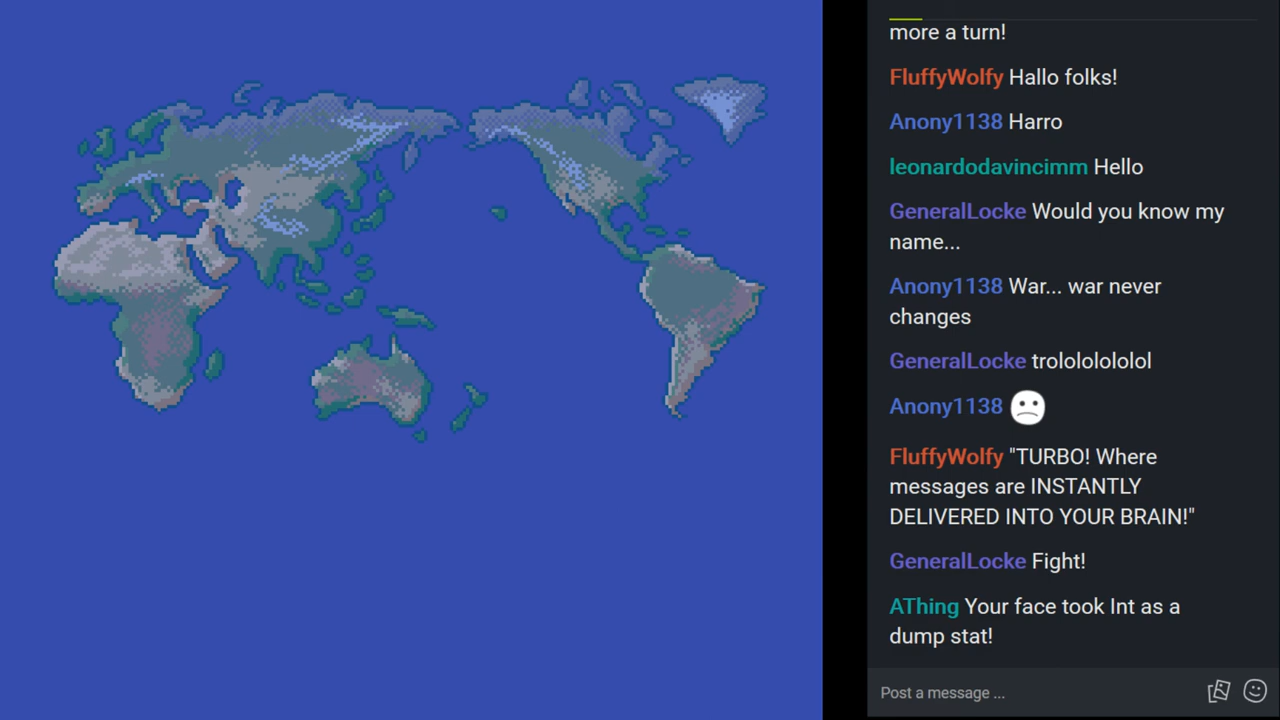 more a turn!
FluffyWolfy Hallo folks!
Anony1138 Harro
leonardodavincimm Hello
GeneralLocke Would you know my
name...
Anony1138 War... war never
changes
GeneralLocke trolololololol
Anony1138
FluffyWolfy "TURBO! Where
messages are INSTANTLY
DELIVERED INTO YOUR BRAIN!"
GeneralLocke Fight!
AThing Your face took Int as a
dump stat!
Post a message ...